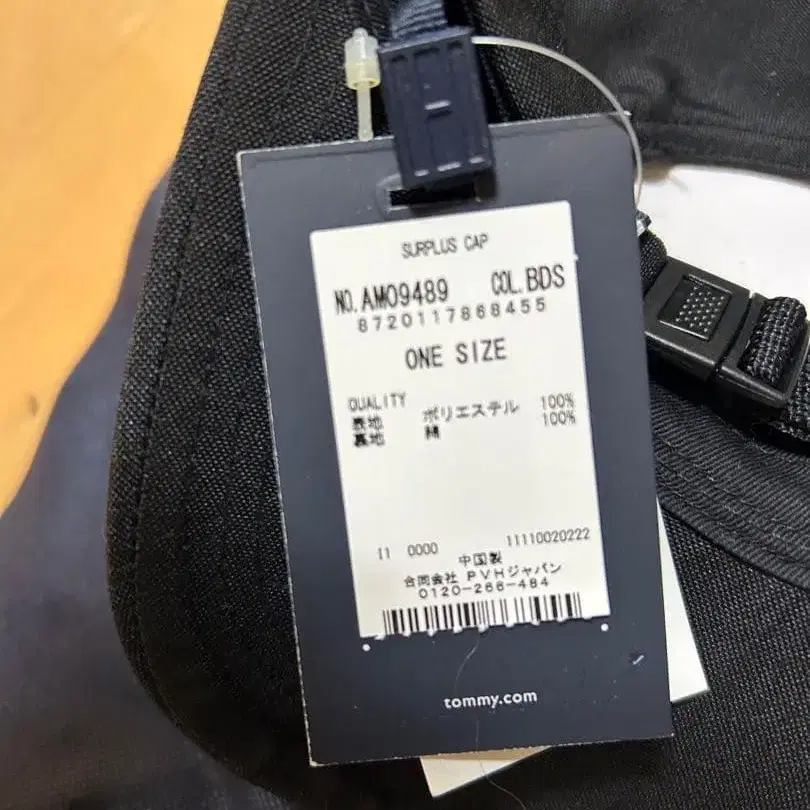 SURPLUS CAP
NO. AM09489 COL. BDS
8720117868455
ONE SIZE
QUALITY
表地 ポリエステル 100%
裏地 綿 100%
I1 0000 11110020222
中国製
合同会社 PVHジャパン
0120-266-484
tommy.com